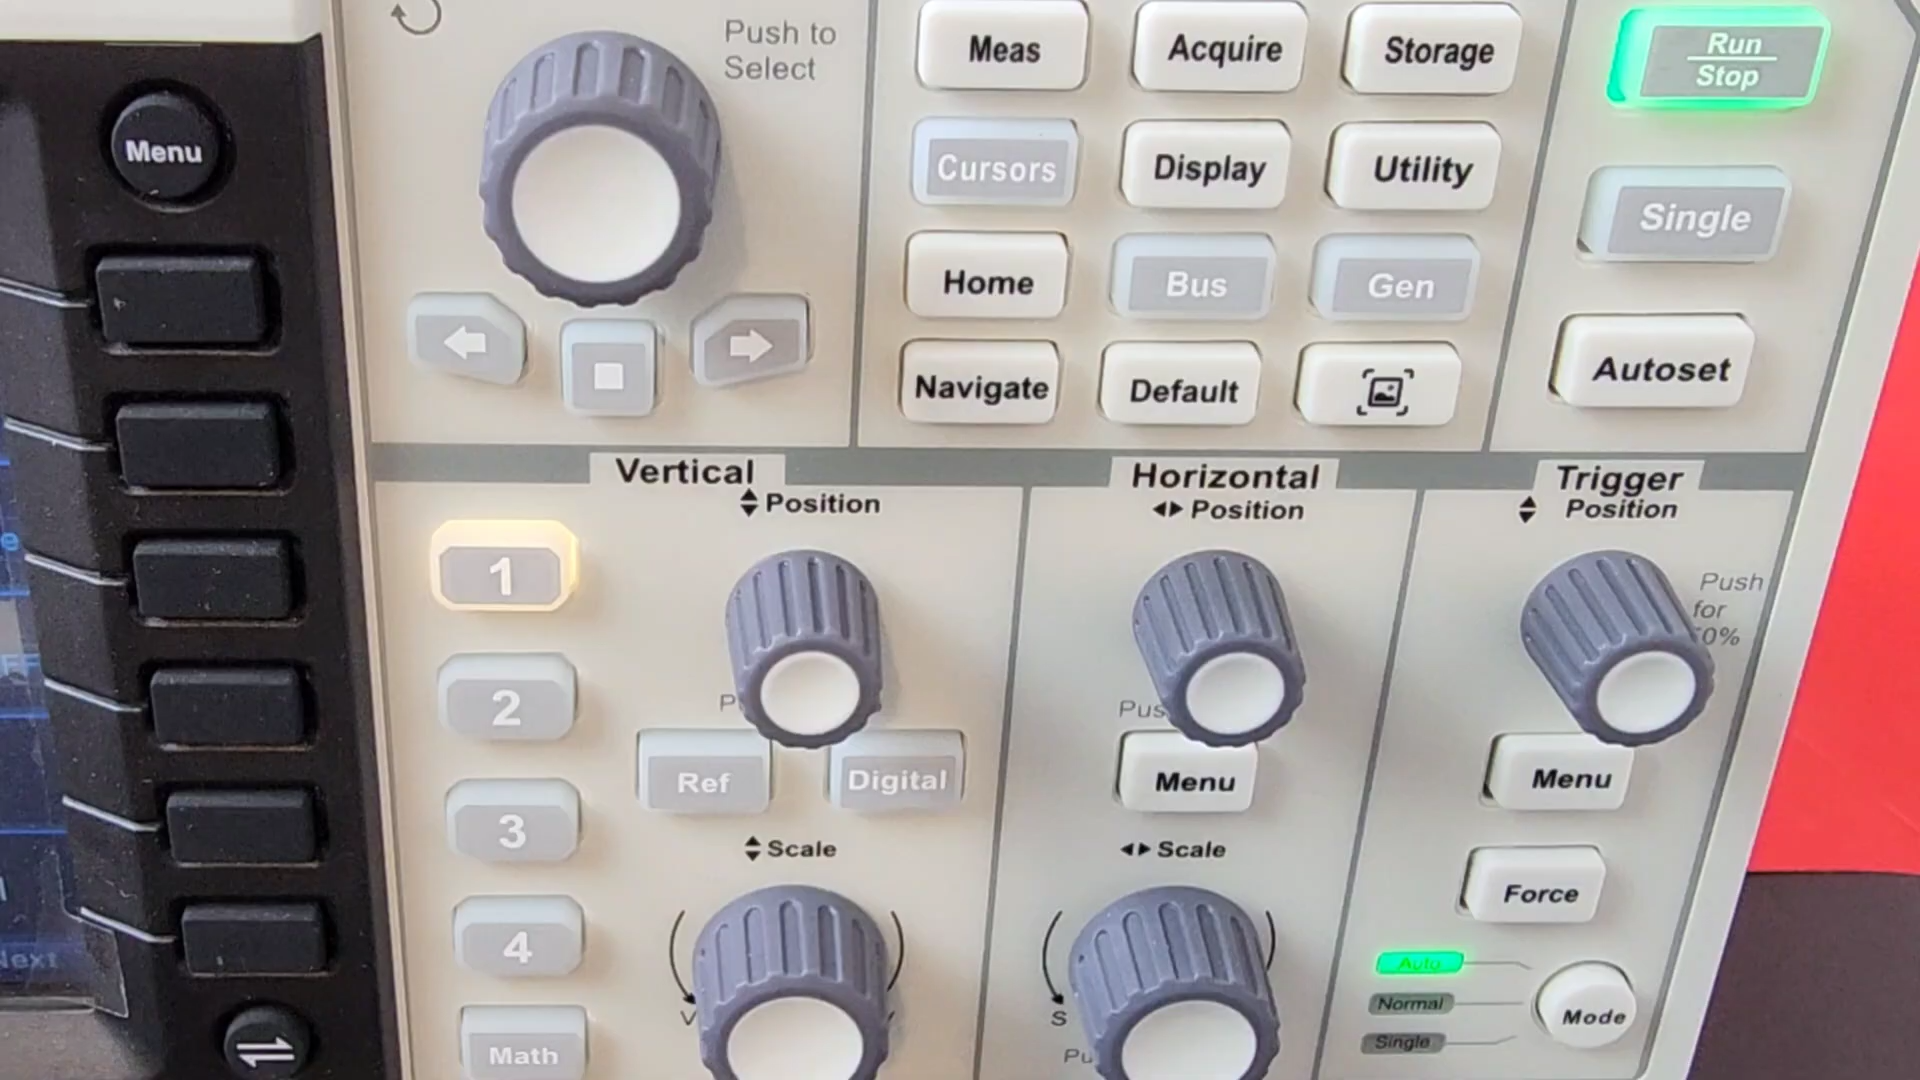 Push to
Select
Meas
Acquire
Storage
Run
Stop
Menu
Cursors
Display
Utility
Single
Home
Bus
Gen
Autoset
Navigate
Default
Vertical
Position
Horizontal
Position
Trigger
Position
1
Push
for
2
Ref
Digital
Menu
Menu
3
Scale
Scale
Force
4
Auto
Normal
Single
Mode
Math
Next